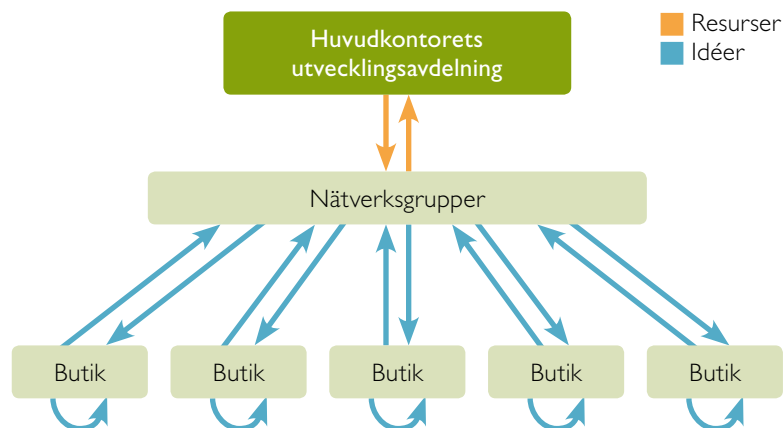 Huvudkontorets
utvecklingsavdelning
Resurser
Idéer
Nätverksgrupper
Butik
Butik
Butik
Butik
Butik